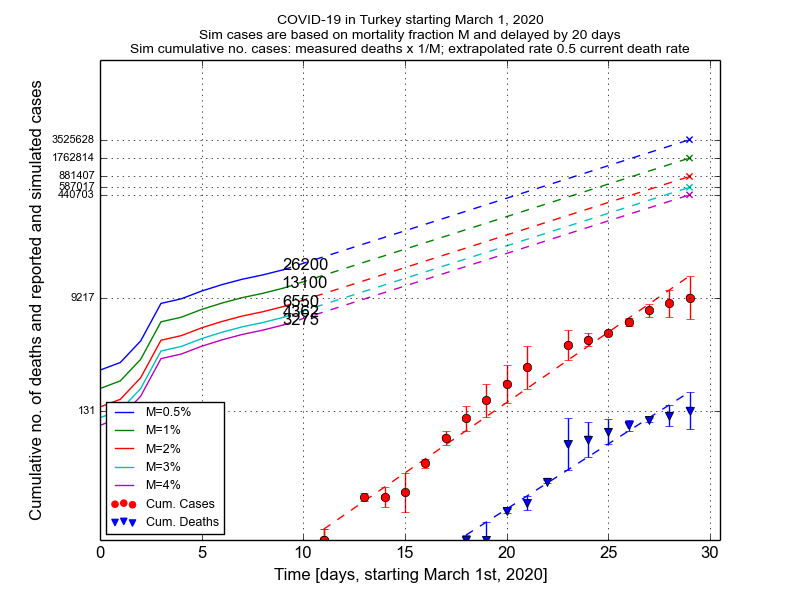 COVID-19 in Turkey starting March 1, 2020
Sim cases are based on mortality fraction M and delayed by 20 days
Sim cumulative no. cases: measured deaths x 1/M; extrapolated rate 0.5 current death rate
Cumulative no. of deaths and reported and simulated cases
3525628
1762814
881407
587017
440703
9217
131
26200
13100
6550
4362
3275
M=0.5%
M=1%
M=2%
M=3%
M=4%
Cum. Cases
Cum. Deaths
0 5 10 15 20 25 30
Time [days, starting March 1st, 2020]